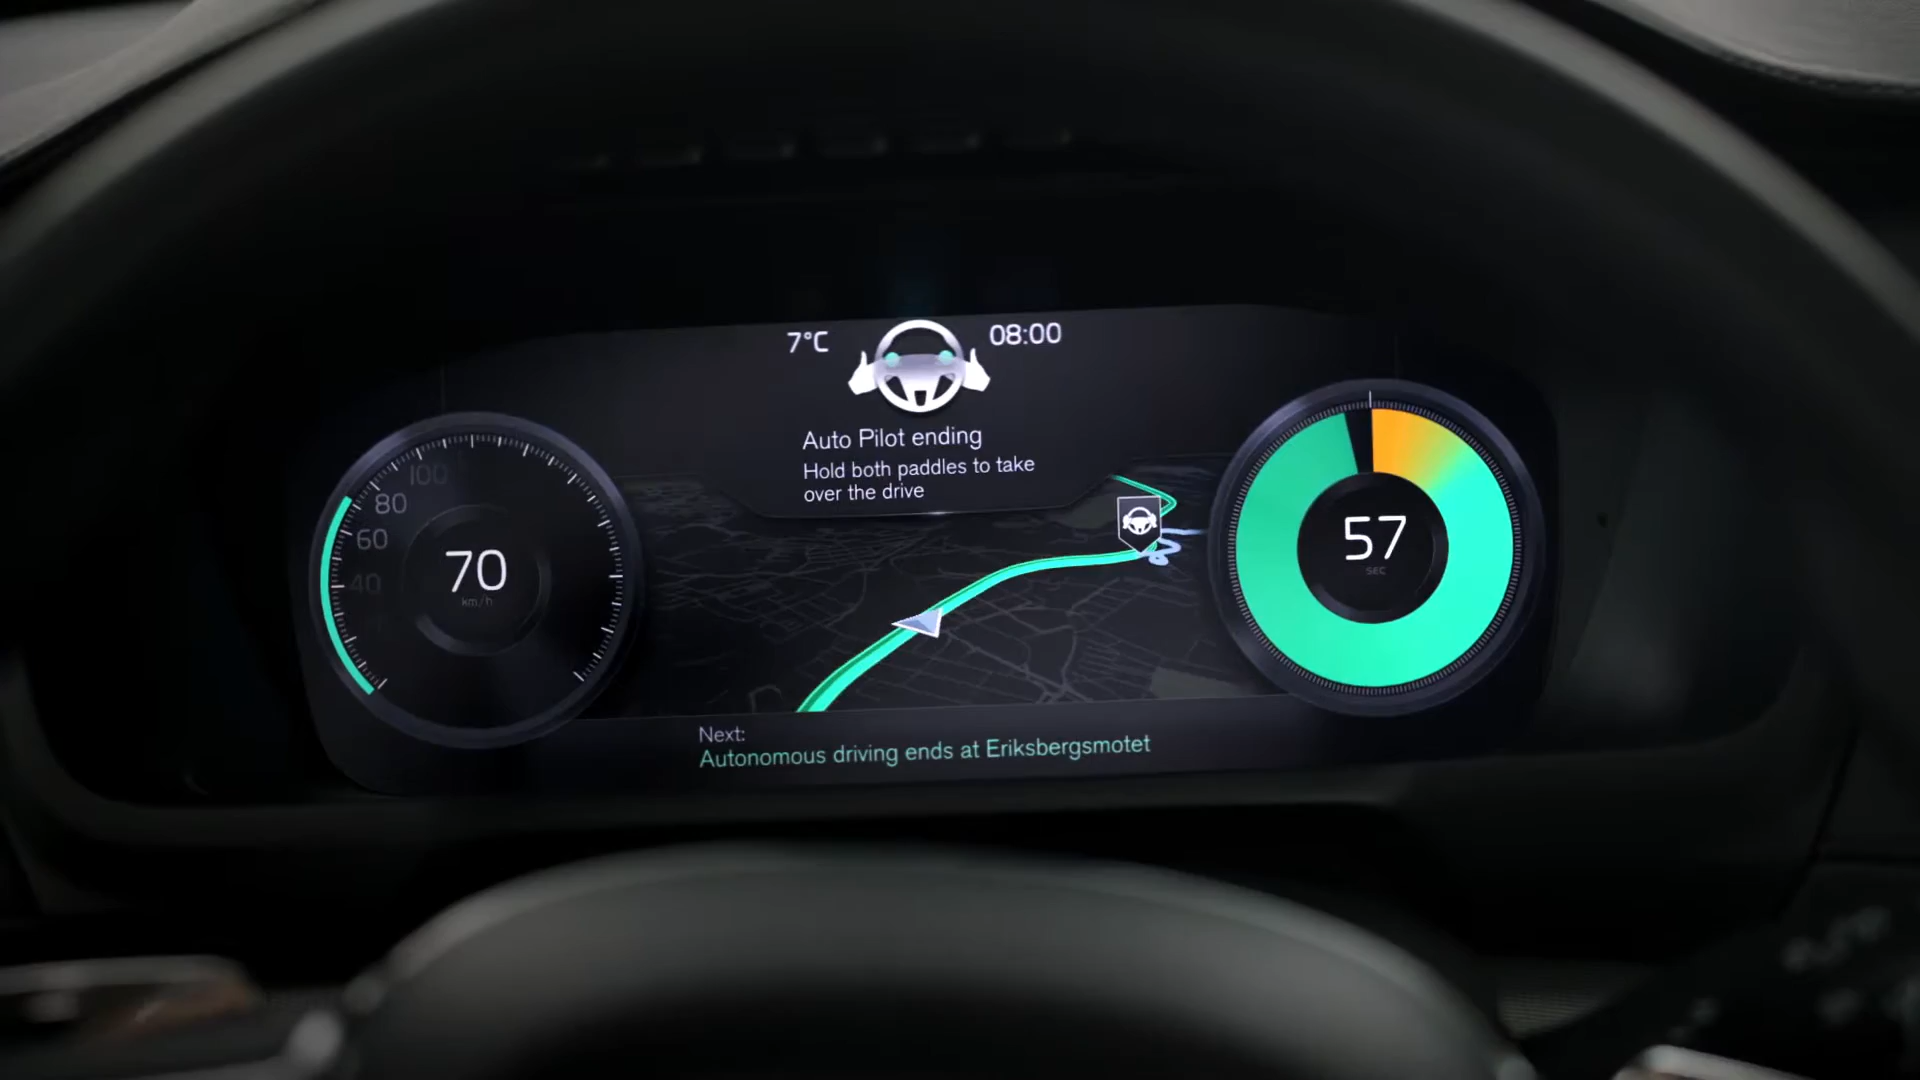 7°C
08:00
Auto Pilot ending
Hold both paddles to take
over the drive
100
80
60
40
70
km/h
57
SEC
Next:
Autonomous driving ends at Eriksbergsmotet